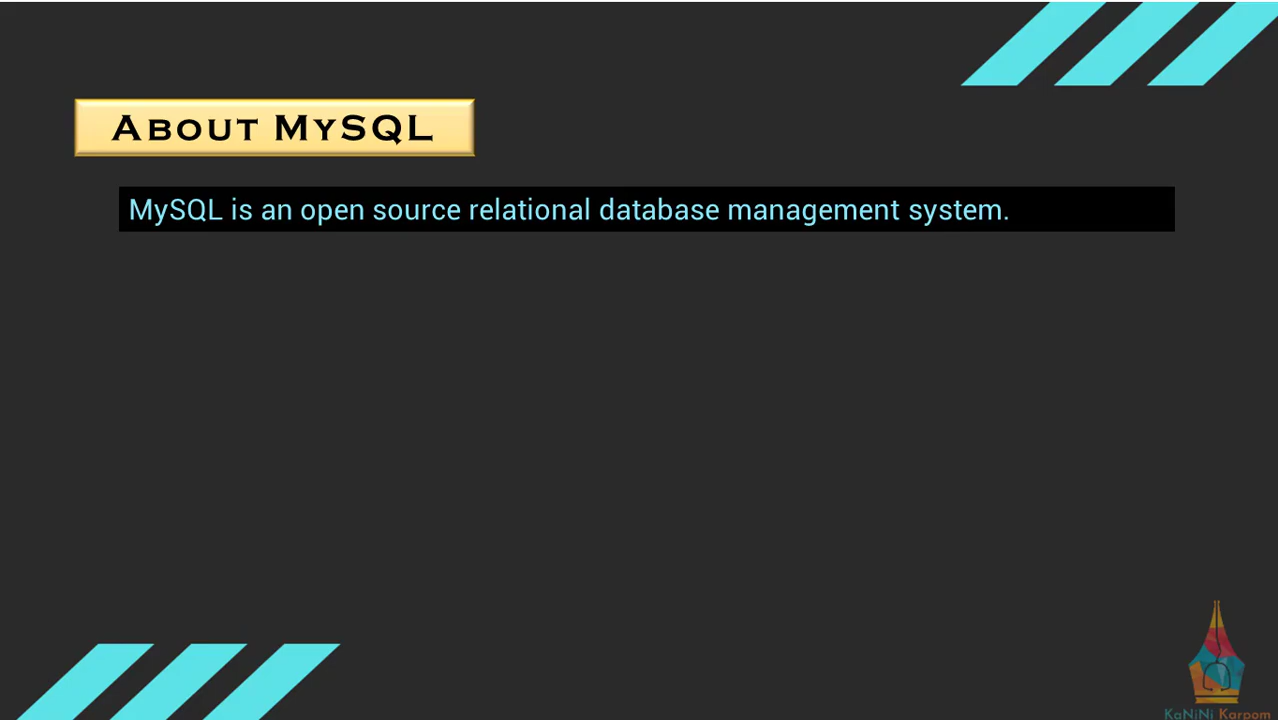 About MySQL
MySQL is an open source relational database management system.
KaNiNi Karpom